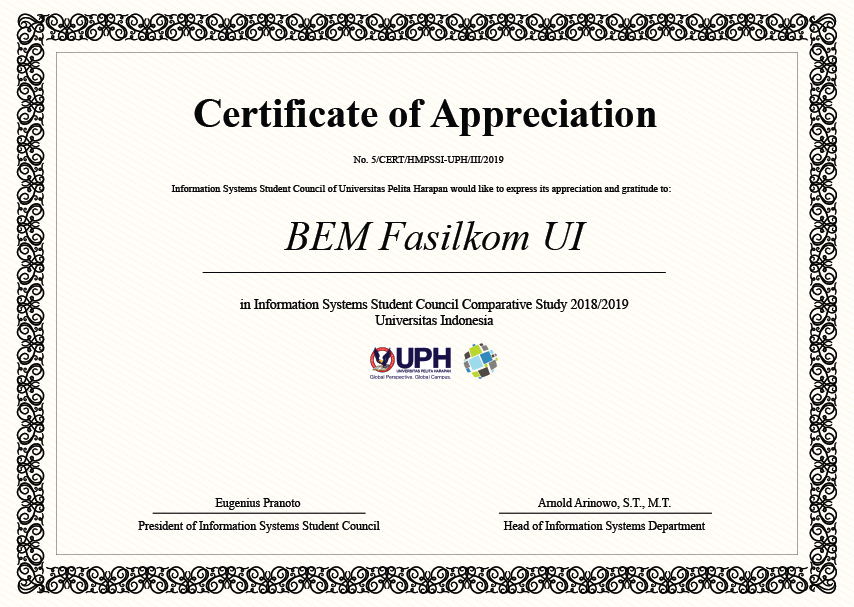 Certificate of Appreciation
No. 5/CERT/HMPSSI-UPH/III/2019
Information Systems Student Council of Universitas Pelita Harapan would like to express its appreciation and gratitude to:
BEM Fasilkom UI
in Information Systems Student Council Comparative Study 2018/2019
Universitas Indonesia
UPH
UNIVERSITAS PELITA HARAPAN
Global Perspective. Global Campus.
Eugenius Pranoto
President of Information Systems Student Council
Arnold Arinowo, S.T., M.T.
Head of Information Systems Department